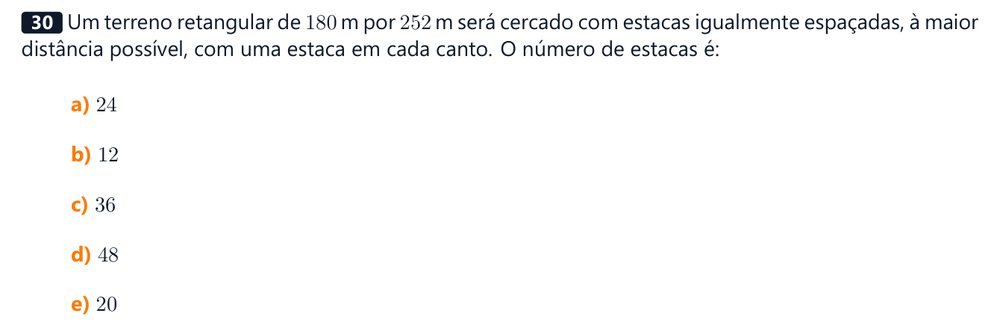 30 Um terreno retangular de 180 m por 252 m será cercado com estacas igualmente espaçadas, à maior
distância possível, com uma estaca em cada canto. O número de estacas é:
a) 24
b) 12
c) 36
d) 48
e) 20